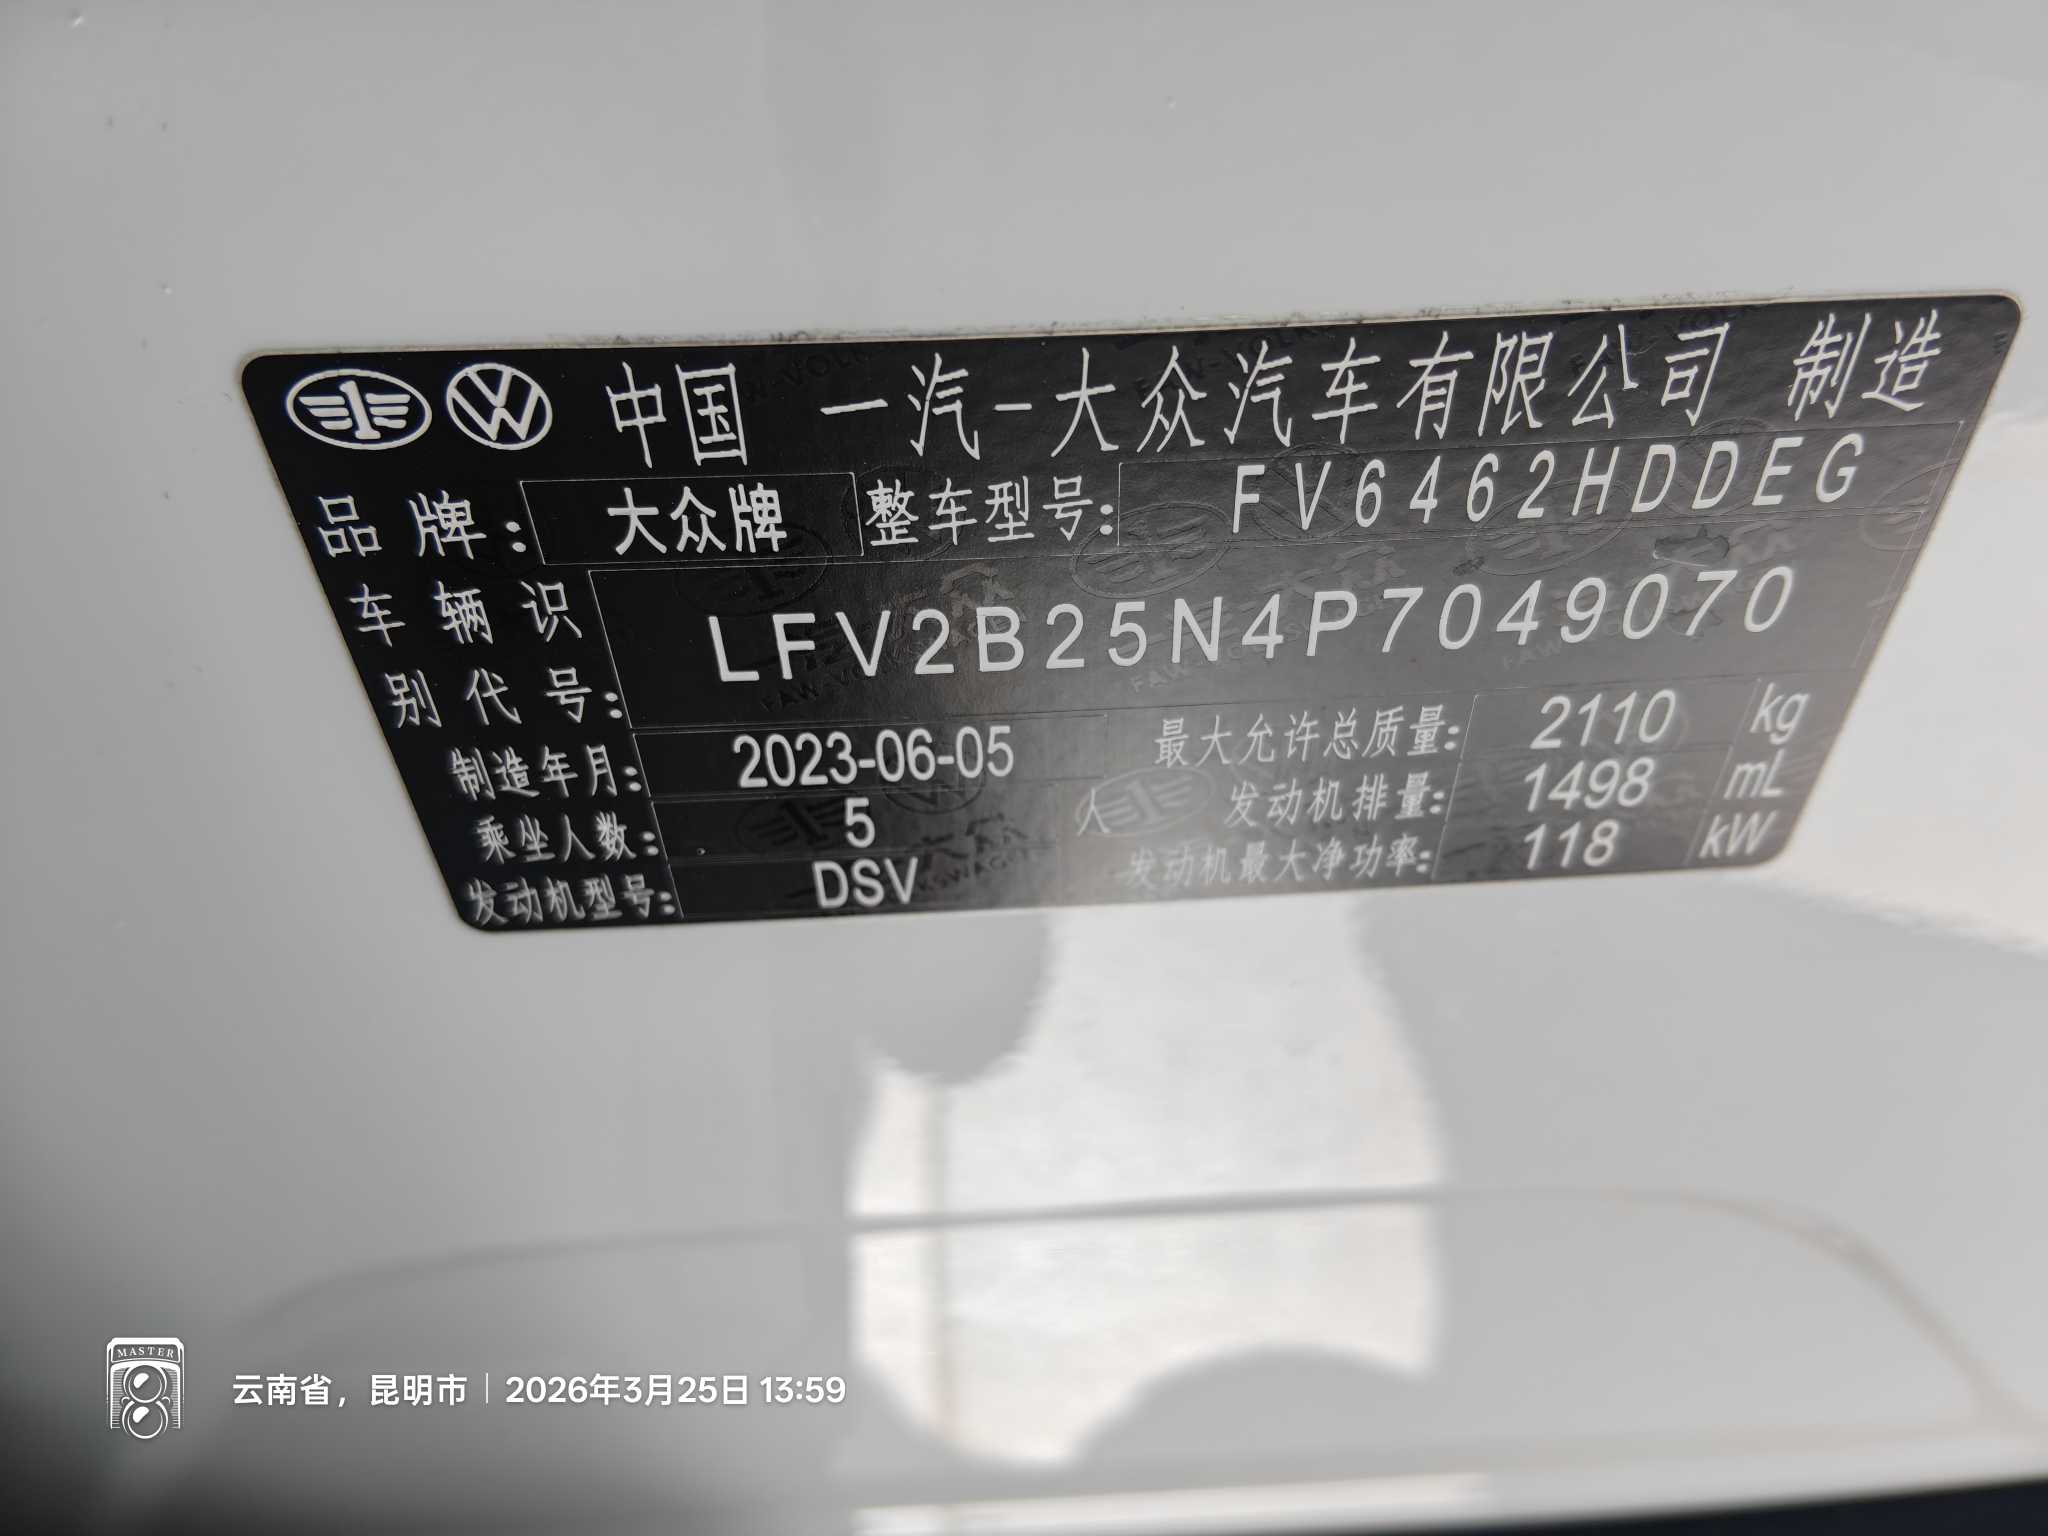 中国 一汽-大众汽车有限公司 制造
品牌: 大众牌 整车型号: FV6462HDDEG
车辆识别代号: LFV2B25N4P7049070
制造年月: 2023-06-05 最大允许总质量: 2110 kg
乘坐人数: 5 人 发动机排量: 1498 mL
发动机型号: DSV 发动机最大净功率: 118 kW
MASTER
云南省，昆明市 | 2026年3月25日 13:59